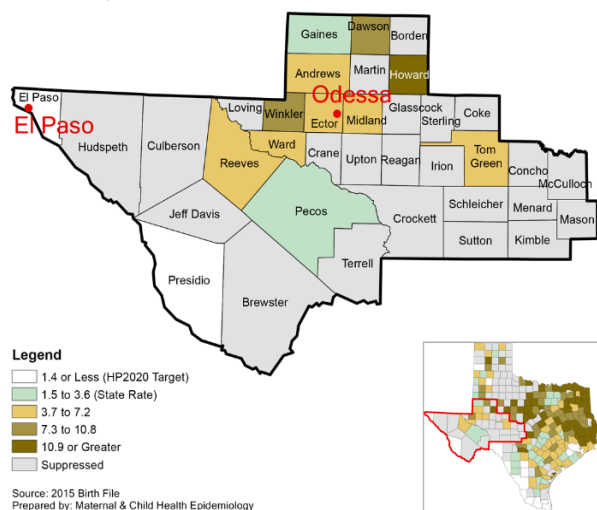 Gaines
Dawson
Borden
Andrews
Martin
Howard
El Paso
El Paso
Hudspeth
Culberson
Loving
Winkler
Odessa
Ector
Midland
Glasscock
Sterling
Coke
Reeves
Ward
Crane
Upton
Reagan
Irion
Tom
Green
Concho
McCulloch
Jeff Davis
Pecos
Crockett
Schleicher
Menard
Mason
Sutton
Kimble
Presidio
Brewster
Terrell
Legend
1.4 or Less (HP2020 Target)
1.5 to 3.6 (State Rate)
3.7 to 7.2
7.3 to 10.8
10.9 or Greater
Suppressed
Source: 2015 Birth File
Prepared by: Maternal & Child Health Epidemiology